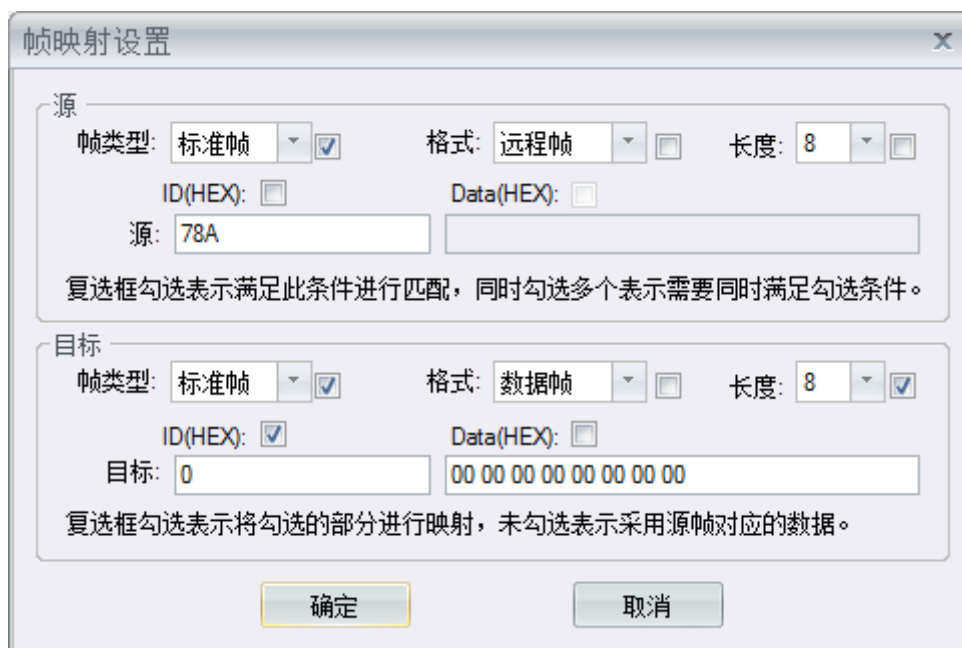 帧映射设置
源
帧类型: 标准帧 格式: 远程帧 长度: 8
ID(HEX): Data(HEX):
源: 78A
复选框勾选表示满足此条件进行匹配，同时勾选多个表示需要同时满足勾选条件。
目标
帧类型: 标准帧 格式: 数据帧 长度: 8
ID(HEX): Data(HEX):
目标: 0 00 00 00 00 00 00 00 00
复选框勾选表示将勾选的部分进行映射，未勾选表示采用源帧对应的数据。
确定 取消